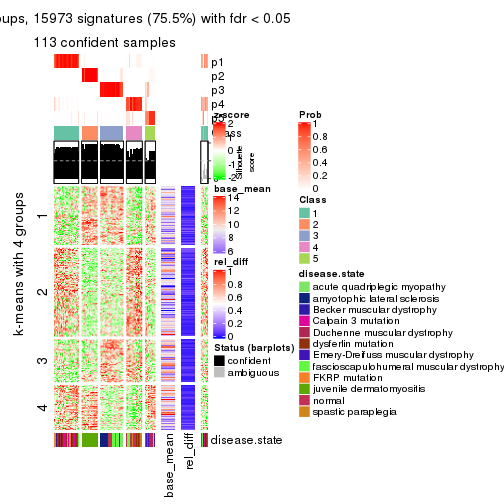 oups, 15973 signatures (75.5%) with fdr < 0.05
113 confident samples
p1
p2
p3
p4
z-score
2
1
0
-1
-2
Silhouette
score
Prob
1
0.8
0.6
0.4
0.2
0
base_mean
14
12
10
8
6
Class
1
2
3
4
5
rel_diff
1
0.8
0.6
0.4
0.2
0
disease.state
acute quadriplegic myopathy
amyotophic lateral sclerosis
Becker muscular dystrophy
Calpain 3 mutation
Duchenne muscular dystrophy
dysferlin mutation
Emery-Dreifuss muscular dystrophy
fascioscapulohumeral muscular dystrophy
FKRP mutation
juvenile dermatomyositis
normal
spastic paraplegia
Status (barplots)
confident
ambiguous
k-means with 4 groups
1
2
3
4
disease.state
base_mean
rel_diff